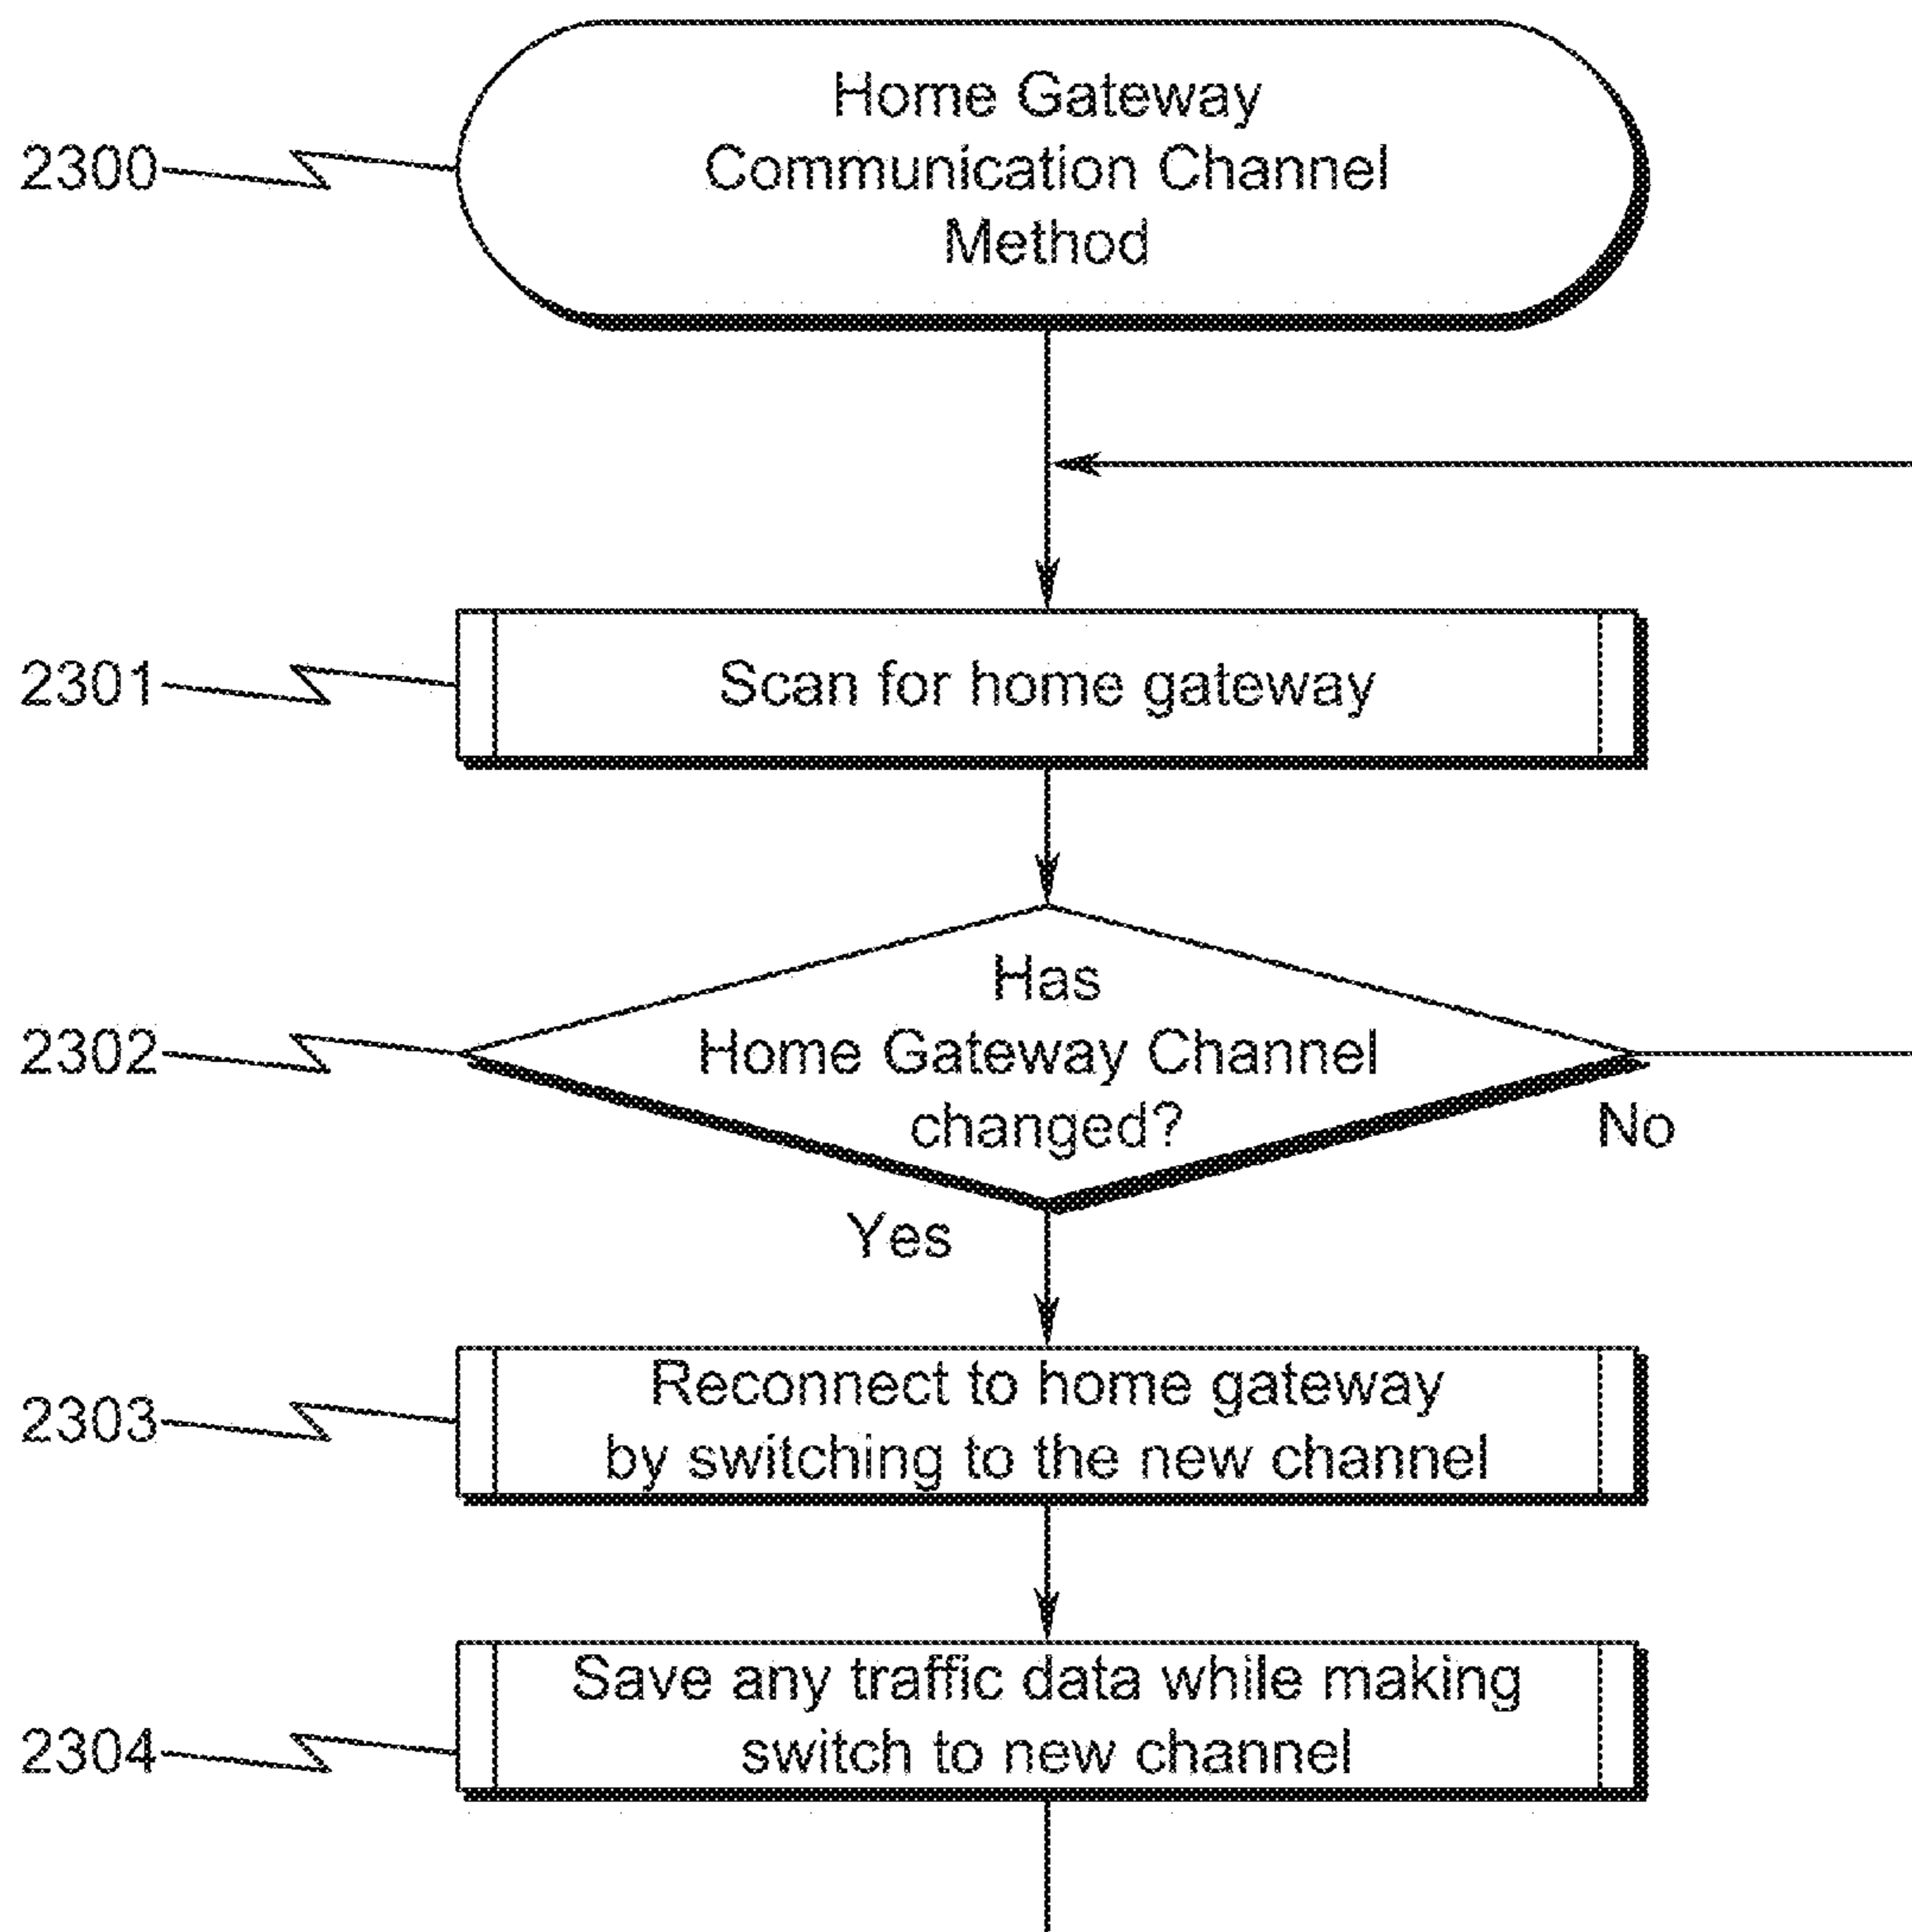 Home Gateway
Communication Channel
Method
2300
Scan for home gateway
2301
Has
Home Gateway Channel
changed?
2302
No
Yes
Reconnect to home gateway
by switching to the new channel
2303
Save any traffic data while making
switch to new channel
2304